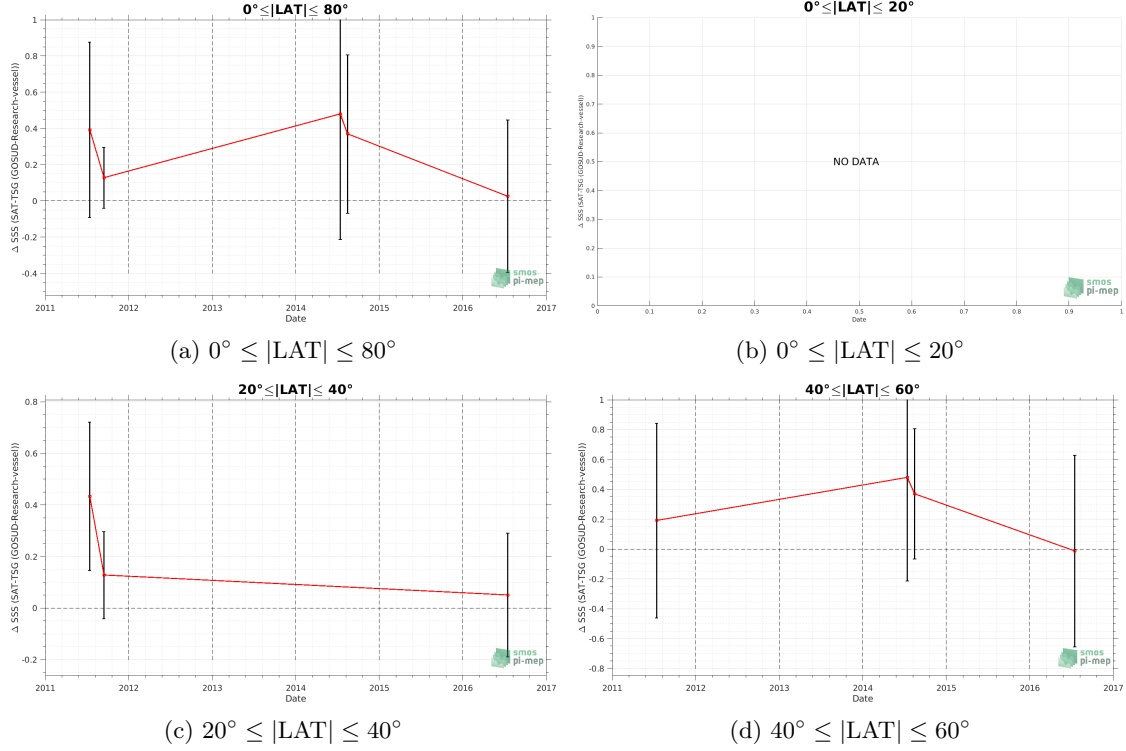 0°≤|LAT|≤ 80°
Δ SSS (SAT-TSG (GOSUD-Research-vessel))
1
0.8
0.6
0.4
0.2
0
-0.2
-0.4
2011 2012 2013 2014 2015 2016 2017
Date
smos
pi-mep
(a) 0° ≤ |LAT| ≤ 80°
0°≤|LAT|≤ 20°
Δ SSS (SAT-TSG (GOSUD-Research-vessel))
1
0.9
0.8
0.7
0.6
0.5
0.4
0.3
0.2
0.1
0
NO DATA
0 0.1 0.2 0.3 0.4 0.5 0.6 0.7 0.8 0.9 1
Date
smos
pi-mep
(b) 0° ≤ |LAT| ≤ 20°
20°≤|LAT|≤ 40°
Δ SSS (SAT-TSG (GOSUD-Research-vessel))
0.8
0.6
0.4
0.2
0
-0.2
2011 2012 2013 2014 2015 2016 2017
Date
smos
pi-mep
(c) 20° ≤ |LAT| ≤ 40°
40°≤|LAT|≤ 60°
Δ SSS (SAT-TSG (GOSUD-Research-vessel))
1
0.8
0.6
0.4
0.2
0
-0.2
-0.4
-0.6
-0.8
2011 2012 2013 2014 2015 2016 2017
Date
smos
pi-mep
(d) 40° ≤ |LAT| ≤ 60°